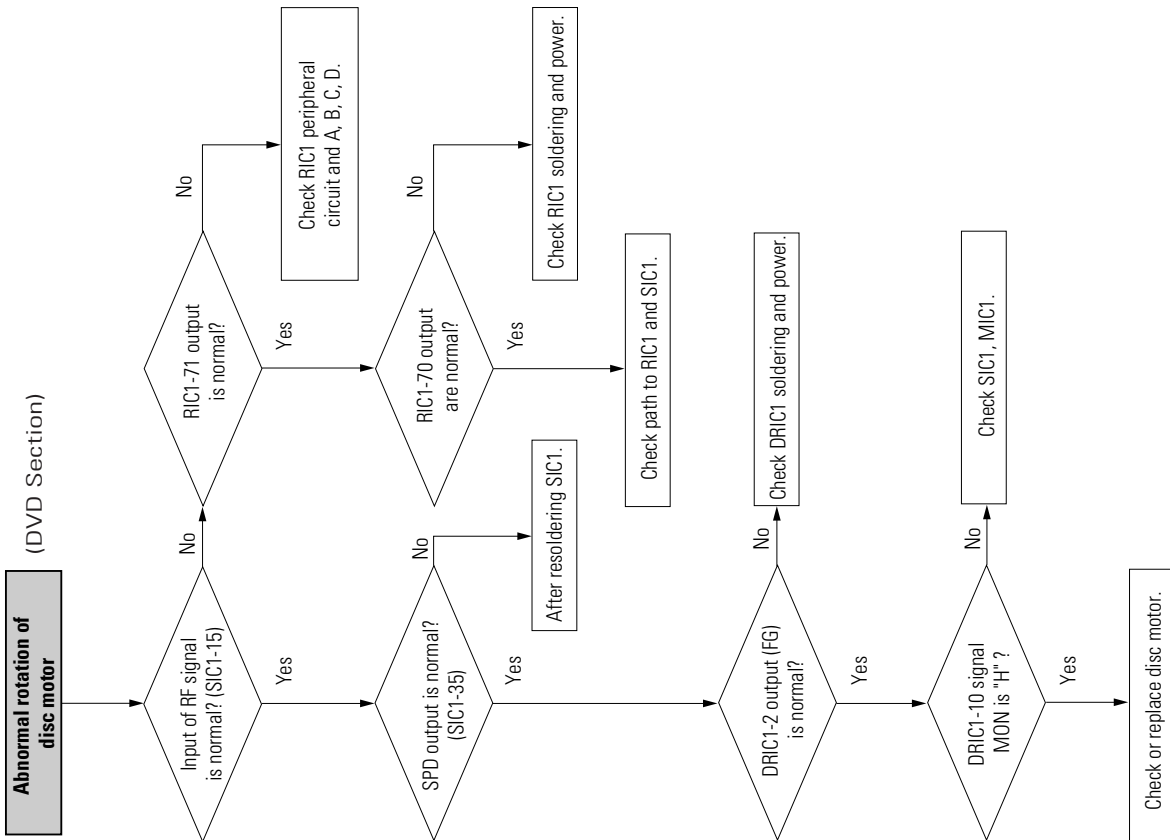 (DVD Section)
Abnormal rotation of
disc motor
Input of RF signal
is normal? (SIC1-15)
No
Yes
RIC1-71 output
is normal?
No
Yes
Check RIC1 peripheral
circuit and A, B, C, D.
RIC1-70 output
are normal?
No
Yes
Check RIC1 soldering and power.
Check path to RIC1 and SIC1.
SPD output is normal?
(SIC1-35)
No
Yes
After resoldering SIC1.
DRIC1-2 output (FG)
is normal?
No
Yes
Check DRIC1 soldering and power.
DRIC1-10 signal
MON is "H" ?
No
Yes
Check SIC1, MIC1.
Check or replace disc motor.